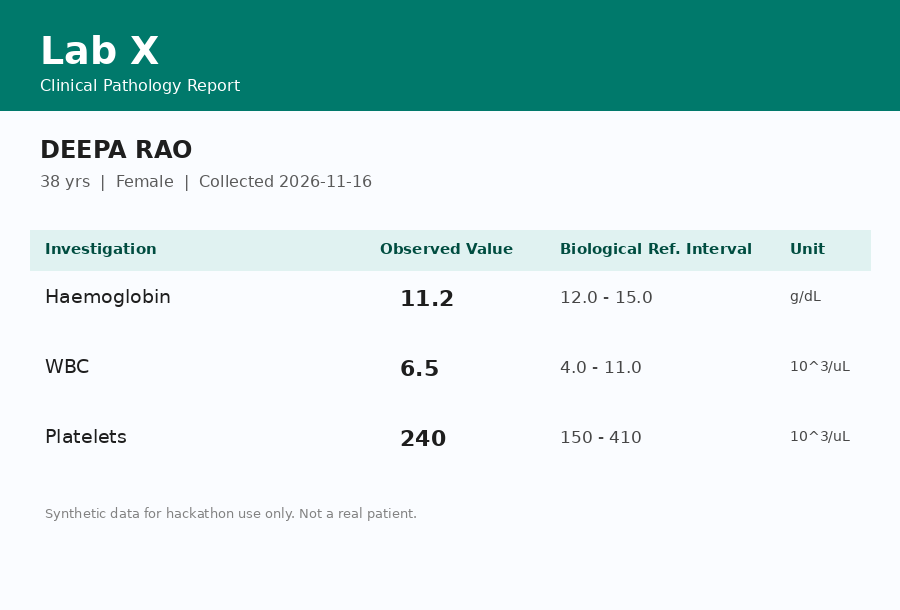 Lab X
Clinical Pathology Report
DEEPA RAO
38 yrs | Female | Collected 2026-11-16
Investigation Observed Value Biological Ref. Interval Unit
Haemoglobin 11.2 12.0 - 15.0 g/dL
WBC 6.5 4.0 - 11.0 10^3/uL
Platelets 240 150 - 410 10^3/uL
Synthetic data for hackathon use only. Not a real patient.